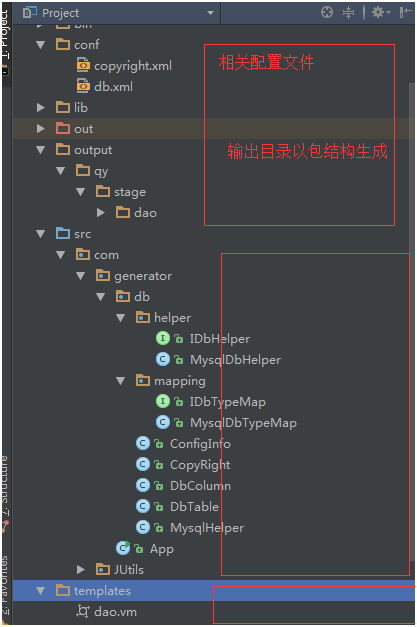 Project
bin
conf
相关配置文件
copyright.xml
db.xml
lib
out
output
输出目录以包结构生成
qy
stage
dao
src
com
generator
db
helper
IDbHelper
MysqlDbHelper
mapping
IDbTypeMap
MysqlDbTypeMap
ConfigInfo
CopyRight
DbColumn
DbTable
MysqlHelper
App
JUtils
templates
dao.vm
1: Project
7: Structure
2: Favorites